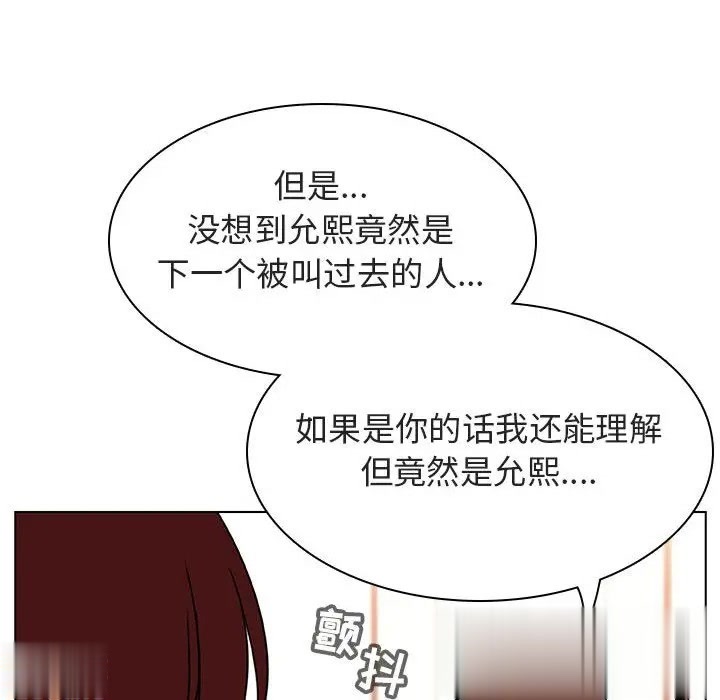 但是...
没想到允熙竟然是
下一个被叫过去的人...
如果是你的话我还能理解
但竟然是允熙....
颤抖